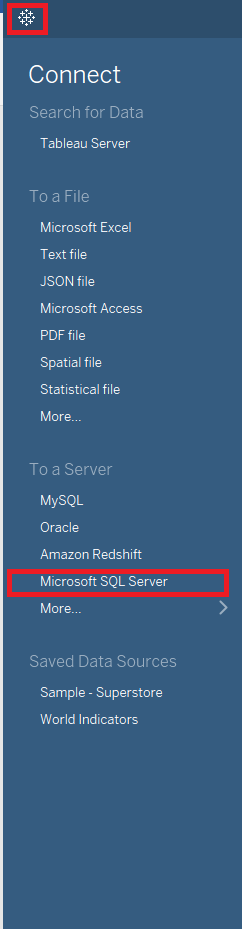 Connect
Search for Data
Tableau Server
To a File
Microsoft Excel
Text file
JSON file
Microsoft Access
PDF file
Spatial file
Statistical file
More...
To a Server
MySQL
Oracle
Amazon Redshift
Microsoft SQL Server
More...
Saved Data Sources
Sample - Superstore
World Indicators